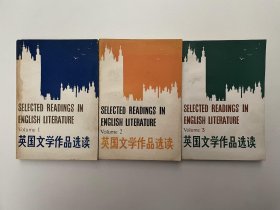 SELECTED READINGS IN
ENGLISH LITERATURE
Volume 1
英国文学作品选读
SELECTED READINGS IN
ENGLISH LITERATURE
Volume 2
英国文学作品选读
SELECTED READINGS IN
ENGLISH LITERATURE
Volume 3
英国文学作品选读